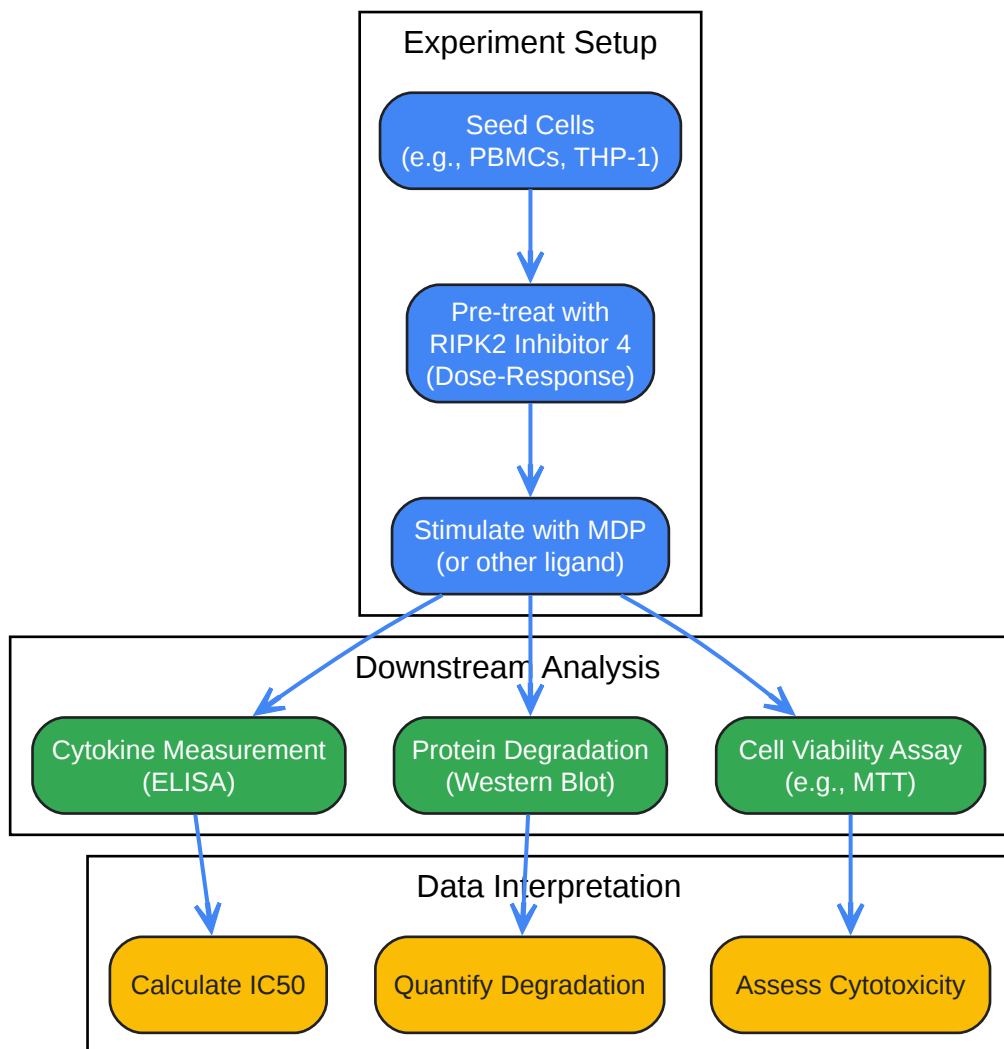 Experiment Setup
Seed Cells
(e.g., PBMCs, THP-1)
Pre-treat with
RIPK2 Inhibitor 4
(Dose-Response)
Stimulate with MDP
(or other ligand)
Downstream Analysis
Cytokine Measurement
(ELISA)
Protein Degradation
(Western Blot)
Cell Viability Assay
(e.g., MTT)
Data Interpretation
Calculate IC50
Quantify Degradation
Assess Cytotoxicity